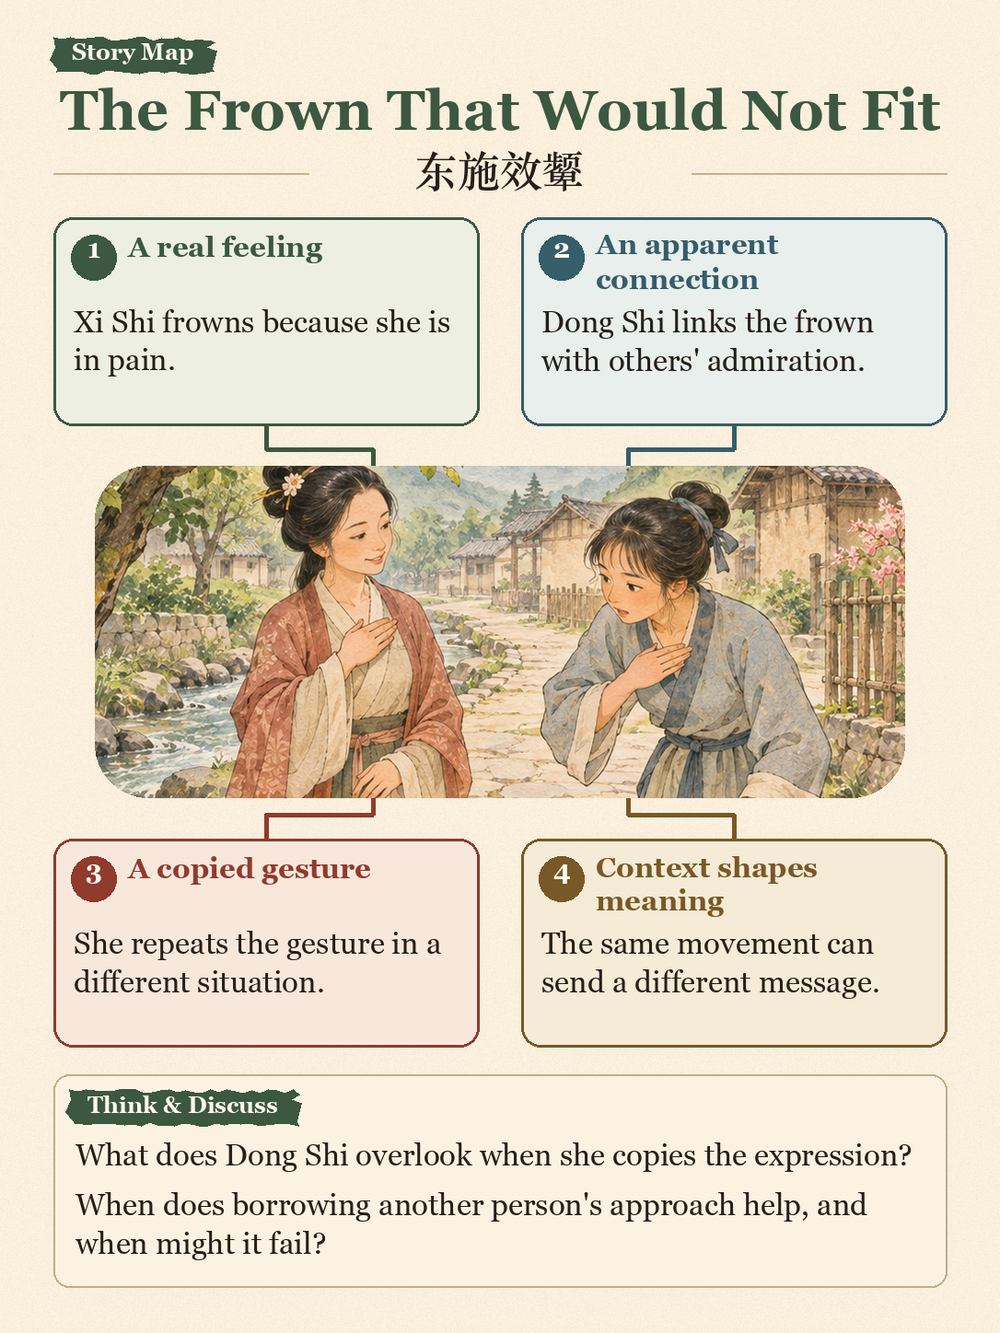 Story Map
The Frown That Would Not Fit
东施效颦
1 A real feeling
Xi Shi frowns because she is
in pain.
2 An apparent
connection
Dong Shi links the frown
with others' admiration.
3 A copied gesture
She repeats the gesture in a
different situation.
4 Context shapes
meaning
The same movement can
send a different message.
Think & Discuss
What does Dong Shi overlook when she copies the expression?
When does borrowing another person's approach help, and
when might it fail?